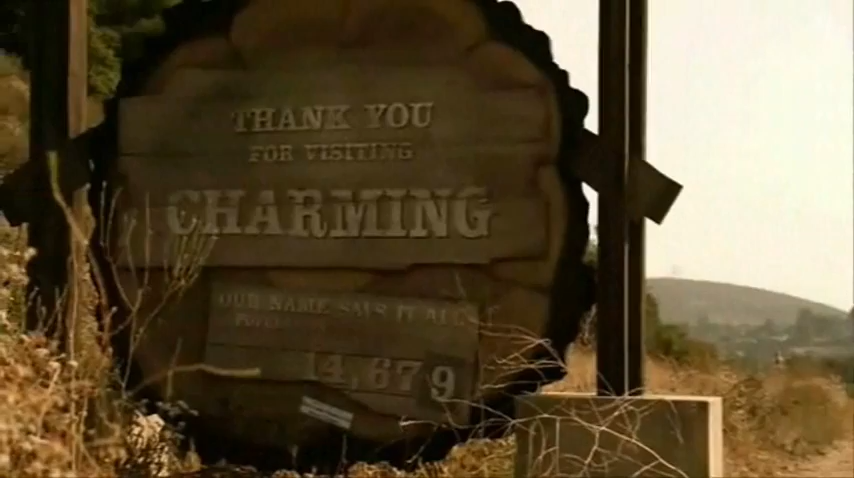 THANK YOU
FOR VISITING
CHARMING
OUR NAME SAYS IT ALL
14,679